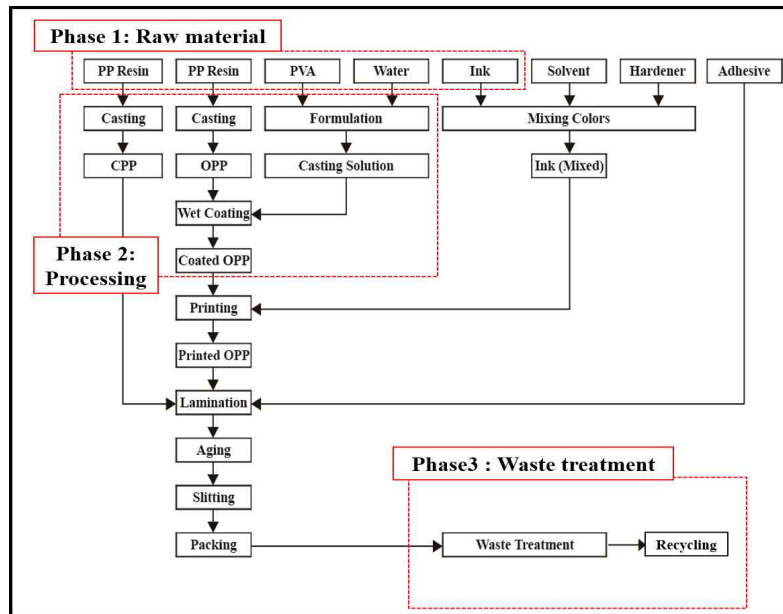 Phase 1: Raw material
PP Resin
PP Resin
PVA
Water
Ink
Solvent
Hardener
Adhesive
Casting
Casting
Formulation
Mixing Colors
CPP
OPP
Casting Solution
Ink (Mixed)
Wet Coating
Phase 2:
Processing
Coated OPP
Printing
Printed OPP
Lamination
Aging
Phase3 : Waste treatment
Slitting
Packing
Waste Treatment
Recycling